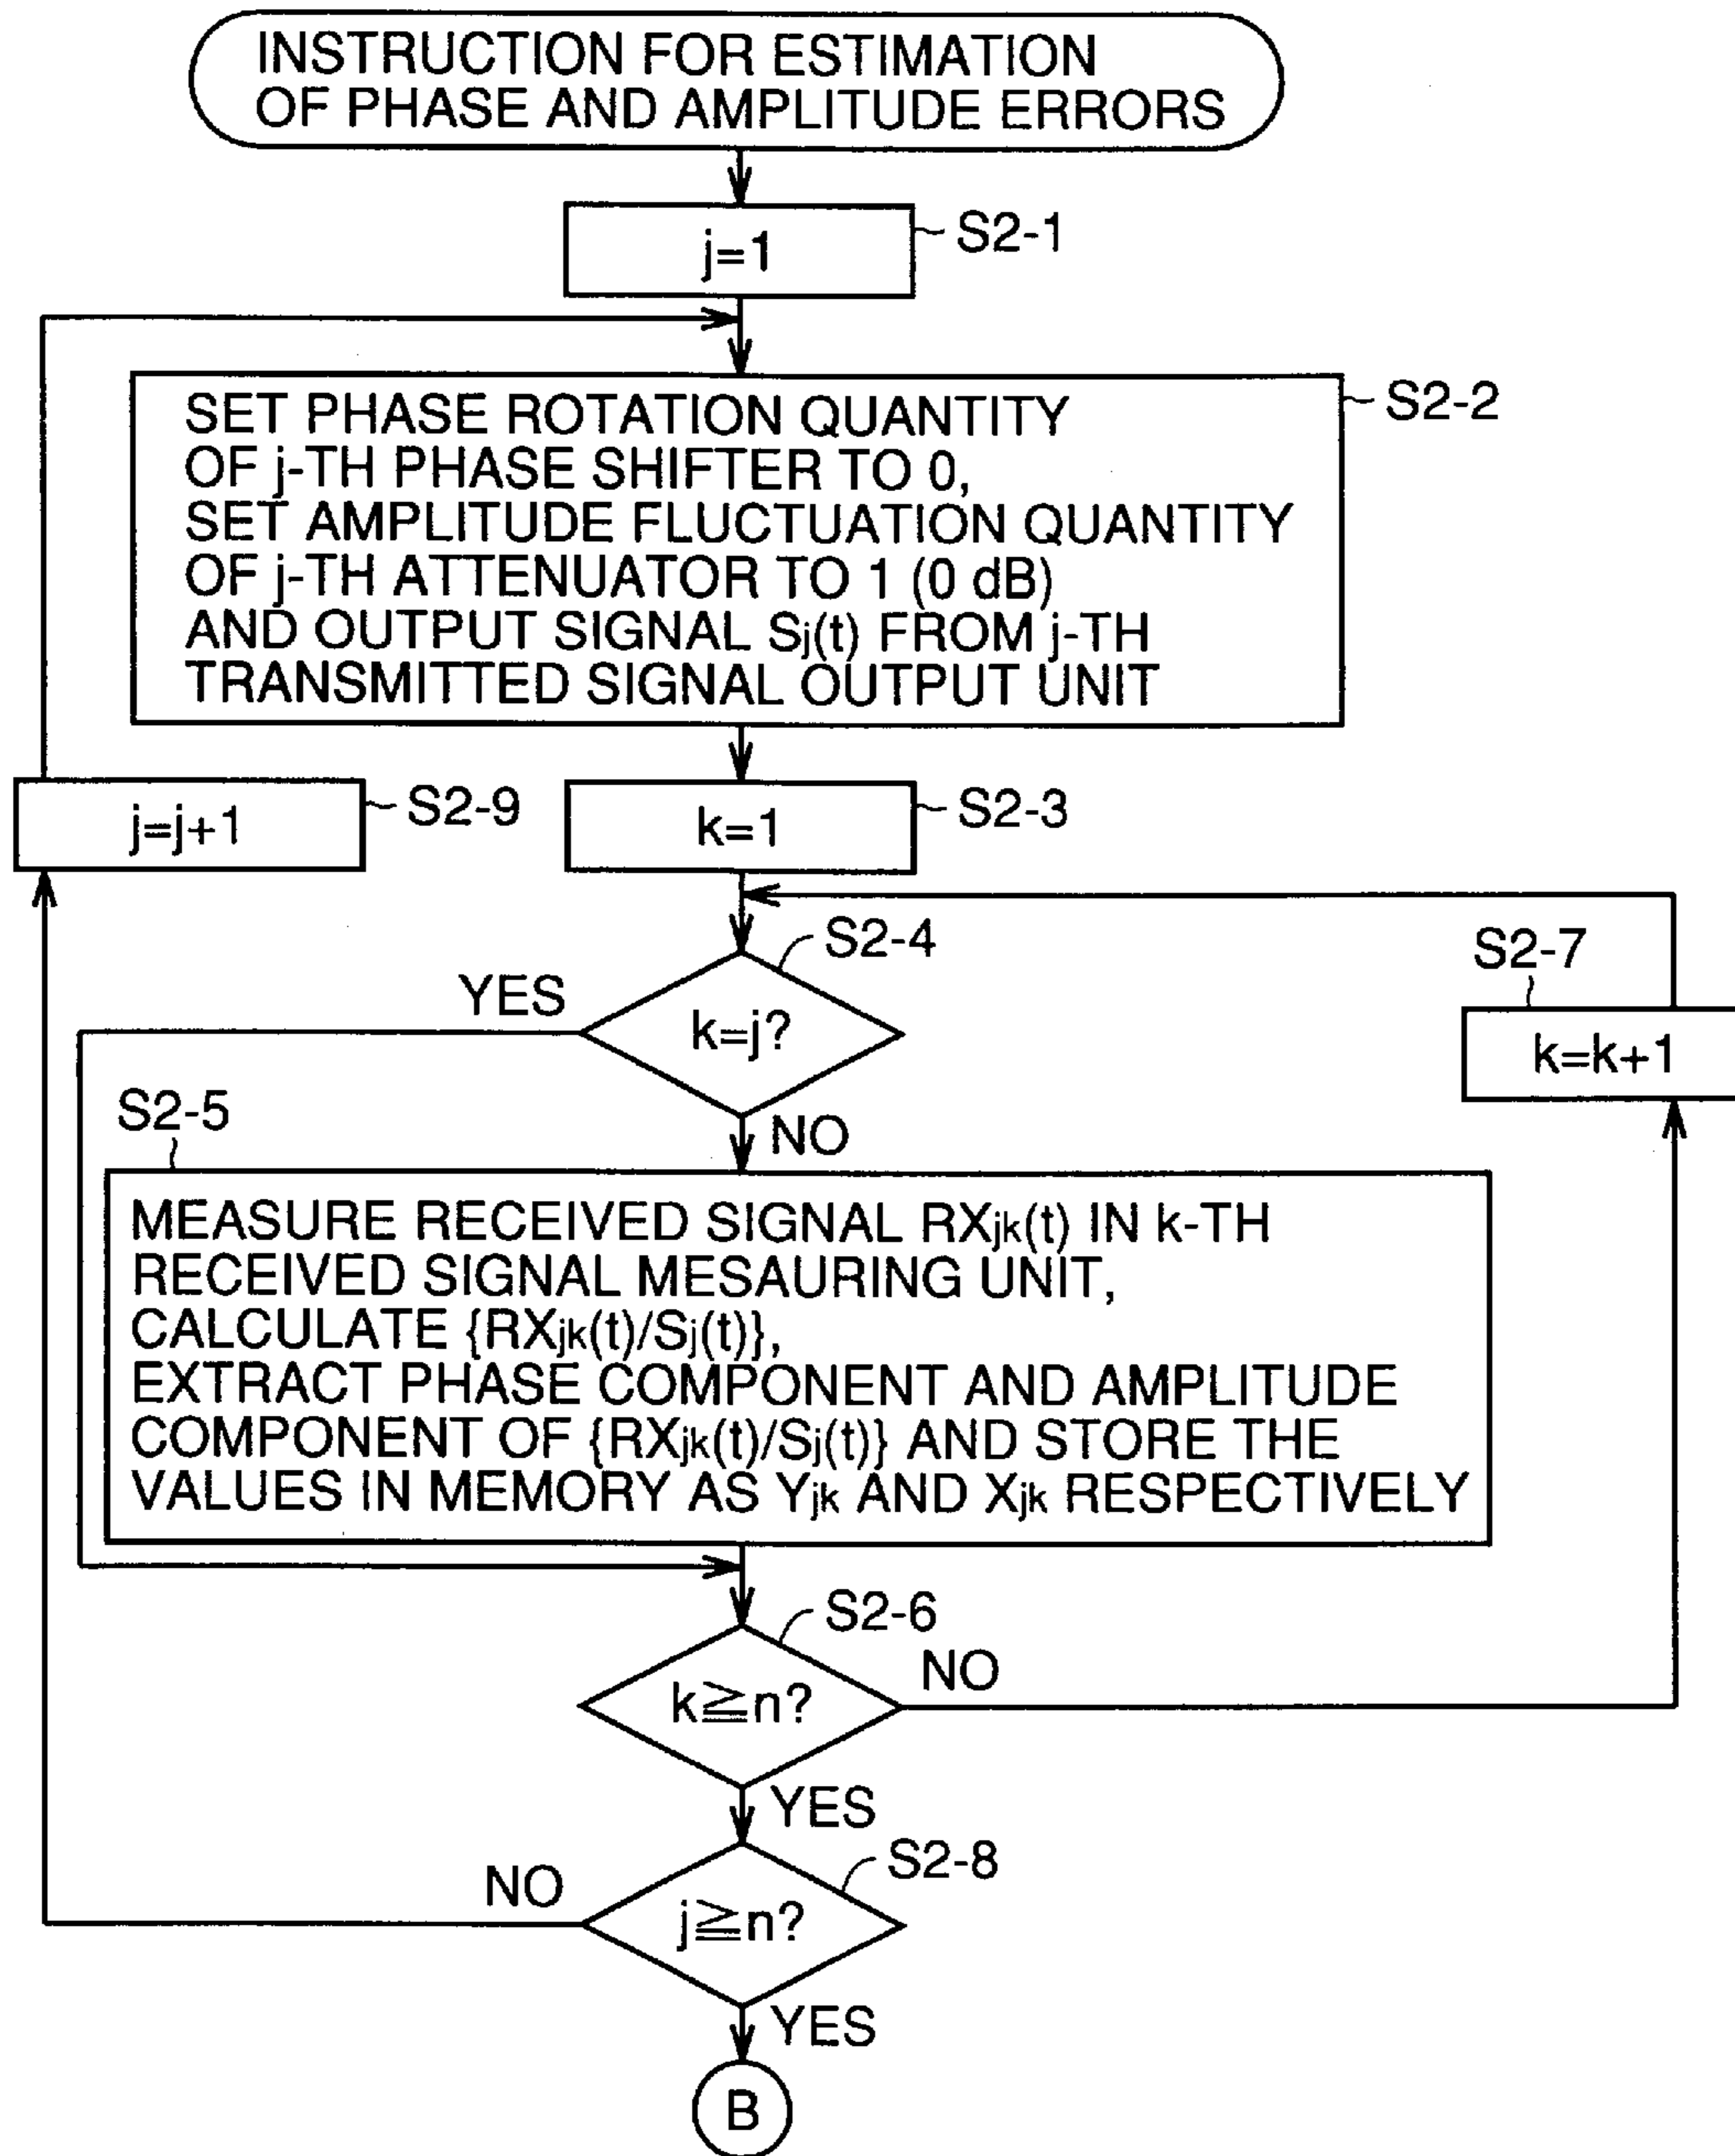 INSTRUCTION FOR ESTIMATION
OF PHASE AND AMPLITUDE ERRORS
j=1
S2-1
SET PHASE ROTATION QUANTITY
OF j-TH PHASE SHIFTER TO 0,
SET AMPLITUDE FLUCTUATION QUANTITY
OF j-TH ATTENUATOR TO 1 (0 dB)
AND OUTPUT SIGNAL Sj(t) FROM j-TH
TRANSMITTED SIGNAL OUTPUT UNIT
S2-2
j=j+1
S2-9
k=1
S2-3
S2-4
YES
k=j?
NO
S2-7
k=k+1
S2-5
MEASURE RECEIVED SIGNAL RXjk(t) IN k-TH
RECEIVED SIGNAL MESAURING UNIT,
CALCULATE {RXjk(t)/Sj(t)},
EXTRACT PHASE COMPONENT AND AMPLITUDE
COMPONENT OF {RXjk(t)/Sj(t)} AND STORE THE
VALUES IN MEMORY AS Yjk AND Xjk RESPECTIVELY
S2-6
k≧n?
NO
YES
S2-8
NO
j≧n?
YES
B